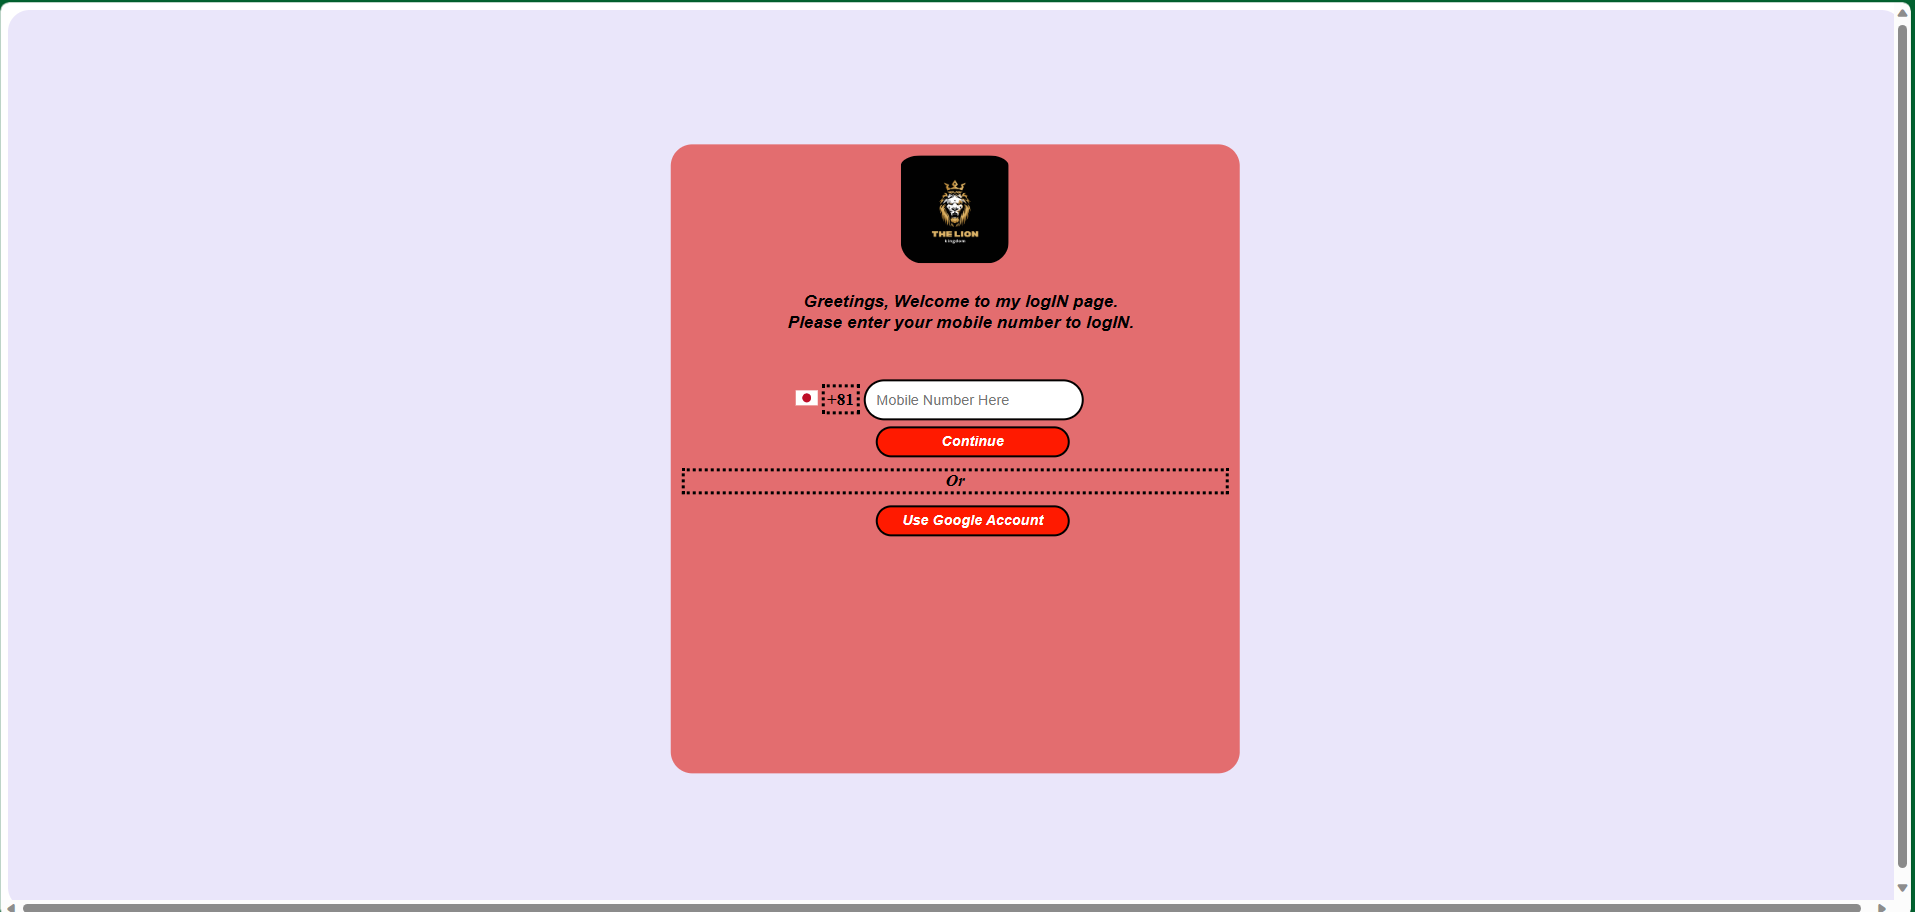 THE LION
kingdom
Greetings, Welcome to my logIN page.
Please enter your mobile number to logIN.
+81 Mobile Number Here
Continue
Or
Use Google Account